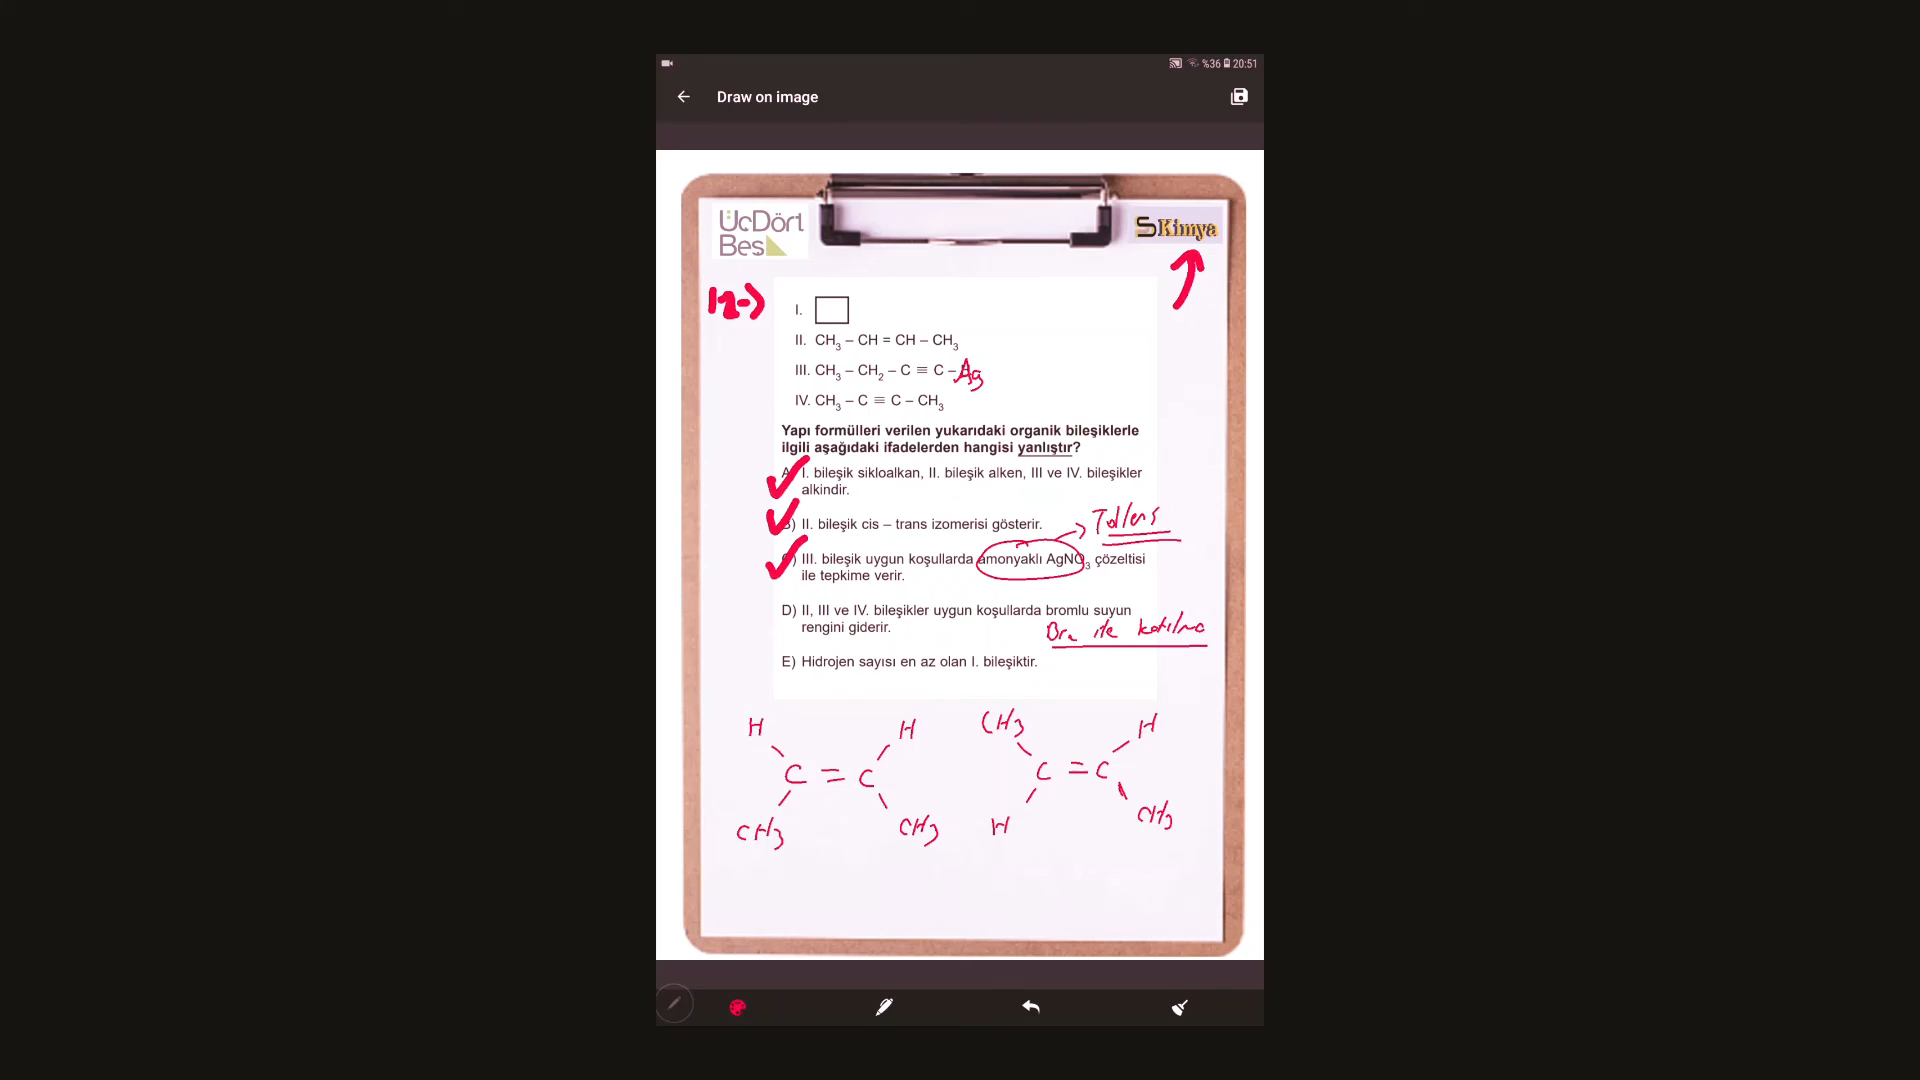 %36 20:51
Draw on image
ÜçDört
Beş
SKimya
12->
I.
II. CH3 – CH = CH – CH3
III. CH3 – CH2 – C ≡ C – Ag
IV. CH3 – C ≡ C – CH3
Yapı formülleri verilen yukarıdaki organik bileşiklerle
ilgili aşağıdaki ifadelerden hangisi yanlıştır?
A) I. bileşik sikloalkan, II. bileşik alken, III ve IV. bileşikler
alkindir.
B) II. bileşik cis – trans izomerisi gösterir.
Tollens
C) III. bileşik uygun koşullarda amonyaklı AgNO3 çözeltisi
ile tepkime verir.
D) II, III ve IV. bileşikler uygun koşullarda bromlu suyun
rengini giderir.
Br2 ile katılma
E) Hidrojen sayısı en az olan I. bileşiktir.
H H CH3 H
C = C C = C
CH3 CH3 H CH3